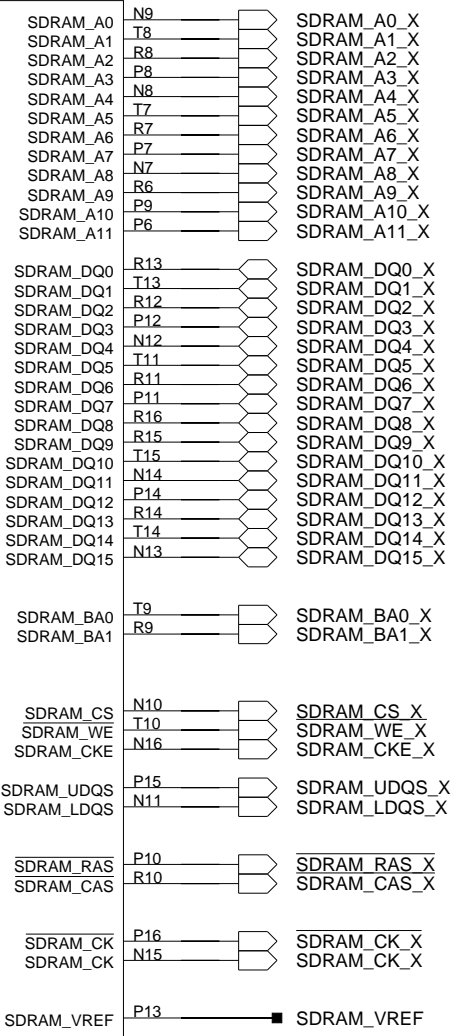 SDRAM_A0 N9 SDRAM_A0_X
SDRAM_A1 T8 SDRAM_A1_X
SDRAM_A2 R8 SDRAM_A2_X
SDRAM_A3 P8 SDRAM_A3_X
SDRAM_A4 N8 SDRAM_A4_X
SDRAM_A5 T7 SDRAM_A5_X
SDRAM_A6 R7 SDRAM_A6_X
SDRAM_A7 P7 SDRAM_A7_X
SDRAM_A8 N7 SDRAM_A8_X
SDRAM_A9 R6 SDRAM_A9_X
SDRAM_A10 P9 SDRAM_A10_X
SDRAM_A11 P6 SDRAM_A11_X
SDRAM_DQ0 R13 SDRAM_DQ0_X
SDRAM_DQ1 T13 SDRAM_DQ1_X
SDRAM_DQ2 R12 SDRAM_DQ2_X
SDRAM_DQ3 P12 SDRAM_DQ3_X
SDRAM_DQ4 N12 SDRAM_DQ4_X
SDRAM_DQ5 T11 SDRAM_DQ5_X
SDRAM_DQ6 R11 SDRAM_DQ6_X
SDRAM_DQ7 P11 SDRAM_DQ7_X
SDRAM_DQ8 R16 SDRAM_DQ8_X
SDRAM_DQ9 R15 SDRAM_DQ9_X
SDRAM_DQ10 T15 SDRAM_DQ10_X
SDRAM_DQ11 N14 SDRAM_DQ11_X
SDRAM_DQ12 P14 SDRAM_DQ12_X
SDRAM_DQ13 R14 SDRAM_DQ13_X
SDRAM_DQ14 T14 SDRAM_DQ14_X
SDRAM_DQ15 N13 SDRAM_DQ15_X
SDRAM_BA0 T9 SDRAM_BA0_X
SDRAM_BA1 R9 SDRAM_BA1_X
SDRAM_CS N10 SDRAM_CS_X
SDRAM_WE T10 SDRAM_WE_X
SDRAM_CKE N16 SDRAM_CKE_X
SDRAM_UDQS P15 SDRAM_UDQS_X
SDRAM_LDQS N11 SDRAM_LDQS_X
SDRAM_RAS P10 SDRAM_RAS_X
SDRAM_CAS R10 SDRAM_CAS_X
SDRAM_CK P16 SDRAM_CK_X
SDRAM_CK N15 SDRAM_CK_X
SDRAM_VREF P13 SDRAM_VREF